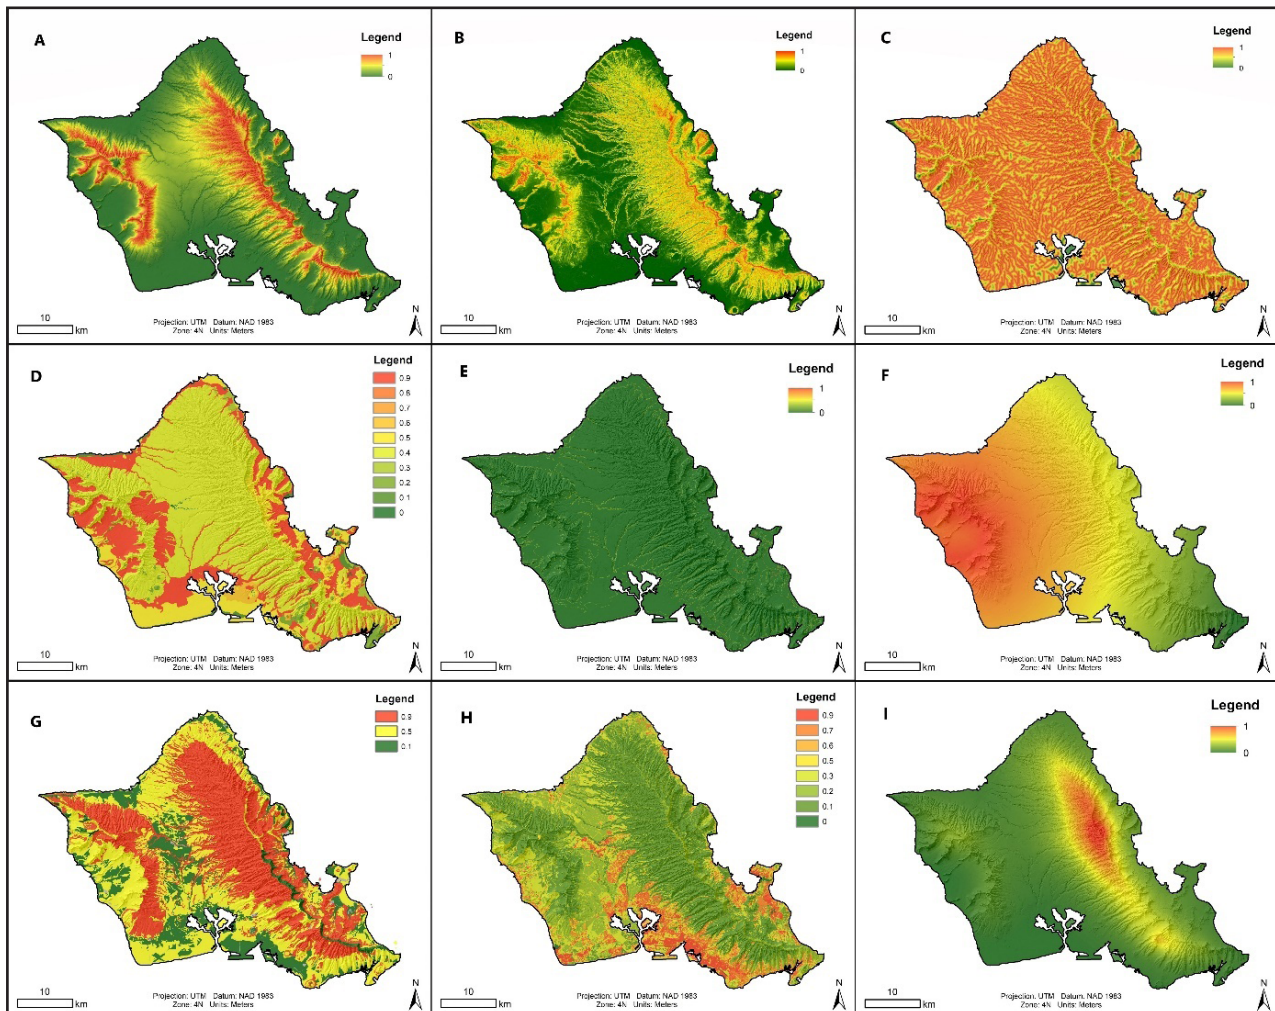 A
Legend
1
0
10
km
Projection: UTM Datum: NAD 1983
Zone: 4N Units: Meters
N
B
Legend
1
0
10
km
Projection: UTM Datum: NAD 1983
Zone: 4N Units: Meters
N
C
Legend
1
0
10
km
Projection: UTM Datum: NAD 1983
Zone: 4N Units: Meters
N
D
Legend
0.9
0.8
0.7
0.6
0.5
0.4
0.3
0.2
0.1
0
10
km
Projection: UTM Datum: NAD 1983
Zone: 4N Units: Meters
N
E
Legend
1
0
10
km
Projection: UTM Datum: NAD 1983
Zone: 4N Units: Meters
N
F
Legend
1
0
10
km
Projection: UTM Datum: NAD 1983
Zone: 4N Units: Meters
N
G
Legend
0.9
0.5
0.1
10
km
Projection: UTM Datum: NAD 1983
Zone: 4N Units: Meters
N
H
Legend
0.9
0.7
0.6
0.5
0.3
0.2
0.1
0
10
km
Projection: UTM Datum: NAD 1983
Zone: 4N Units: Meters
N
I
Legend
1
0
10
km
Projection: UTM Datum: NAD 1983
Zone: 4N Units: Meters
N